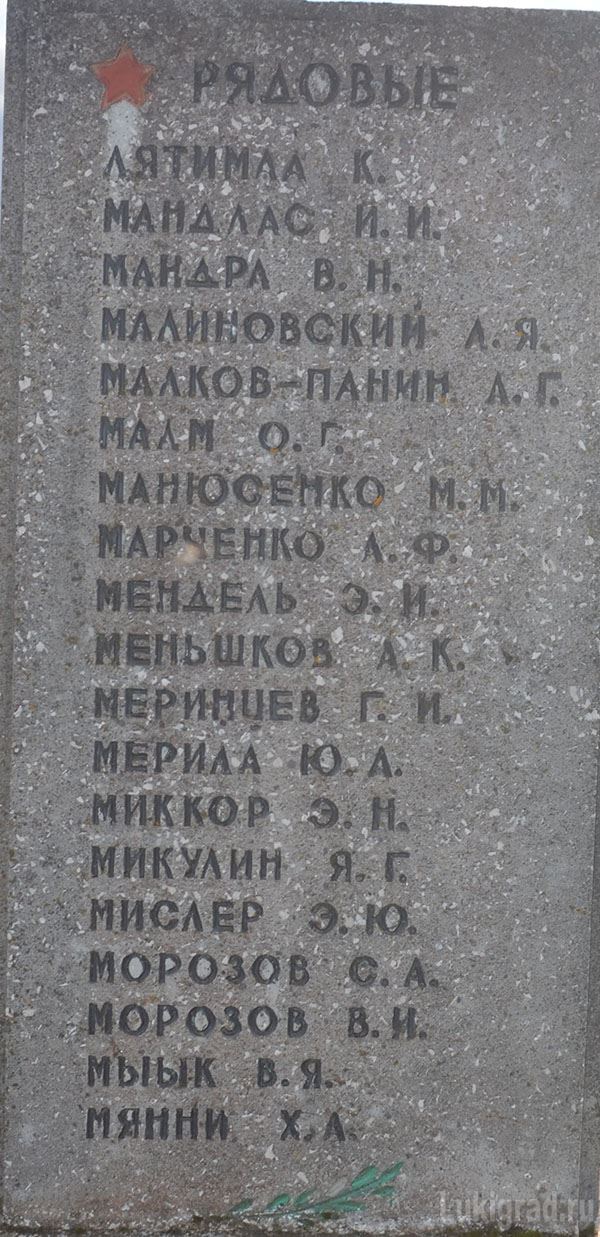 РЯДОВЫЕ
ЛЯТИМАА К.
МАНДЛАС И. И.
МАНДРА В. Н.
МАЛИНОВСКИЙ А. Я.
МАЛКОВ-ПАНИН А. Г.
МАЛМ О. Г.
МАНЮСЕНКО М. М.
МАРЧЕНКО А. Ф.
МЕНДЕЛЬ Э. И.
МЕНЬШКОВ А. К.
МЕРИНЦЕВ Г. И.
МЕРИЛА Ю. А.
МИККОР Э. Н.
МИКУЛИН Я. Г.
МИСЛЕР Э. Ю.
МОРОЗОВ С. А.
МОРОЗОВ В. И.
МЫЫК В. Я.
МЯННИ Х. А.
Lukigrad.ru